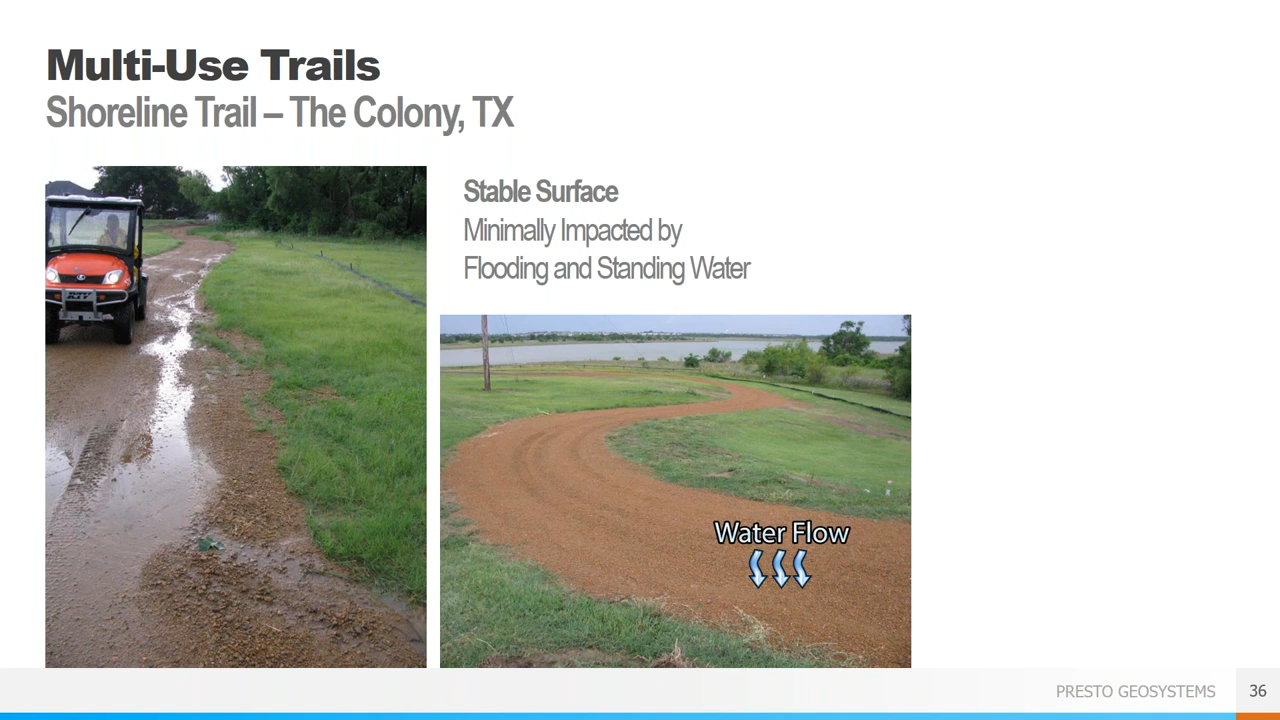 Multi-Use Trails
Shoreline Trail – The Colony, TX
Stable Surface
Minimally Impacted by
Flooding and Standing Water
RTV
Water Flow
PRESTO GEOSYSTEMS
36